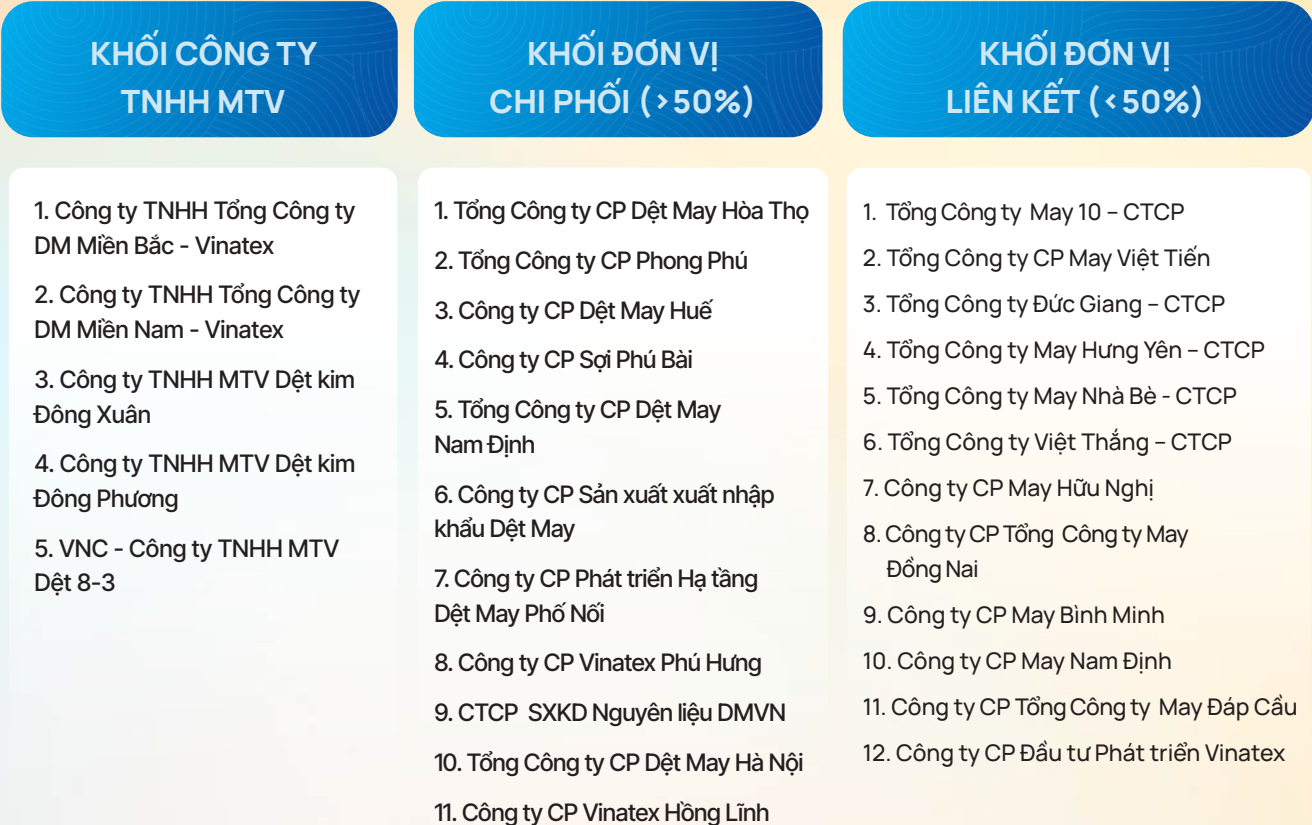 KHỐI CÔNG TY
TNHH MTV
1. Công ty TNHH Tổng Công ty
DM Miền Bắc - Vinatex
2. Công ty TNHH Tổng Công ty
DM Miền Nam - Vinatex
3. Công ty TNHH MTV Dệt kim
Đông Xuân
4. Công ty TNHH MTV Dệt kim
Đông Phương
5. VNC - Công ty TNHH MTV
Dệt 8-3
KHỐI ĐƠN VỊ
CHI PHỐI (>50%)
1. Tổng Công ty CP Dệt May Hòa Thọ
2. Tổng Công ty CP Phong Phú
3. Công ty CP Dệt May Huế
4. Công ty CP Sợi Phú Bài
5. Tổng Công ty CP Dệt May
Nam Định
6. Công ty CP Sản xuất xuất nhập
khẩu Dệt May
7. Công ty CP Phát triển Hạ tầng
Dệt May Phố Nối
8. Công ty CP Vinatex Phú Hưng
9. CTCP SXKD Nguyên liệu DMVN
10. Tổng Công ty CP Dệt May Hà Nội
11. Công ty CP Vinatex Hồng Lĩnh
KHỐI ĐƠN VỊ
LIÊN KẾT (<50%)
1. Tổng Công ty May 10 – CTCP
2. Tổng Công ty CP May Việt Tiến
3. Tổng Công ty Đức Giang – CTCP
4. Tổng Công ty May Hưng Yên – CTCP
5. Tổng Công ty May Nhà Bè - CTCP
6. Tổng Công ty Việt Thắng – CTCP
7. Công ty CP May Hữu Nghị
8. Công ty CP Tổng Công ty May
Đồng Nai
9. Công ty CP May Bình Minh
10. Công ty CP May Nam Định
11. Công ty CP Tổng Công ty May Đáp Cầu
12. Công ty CP Đầu tư Phát triển Vinatex